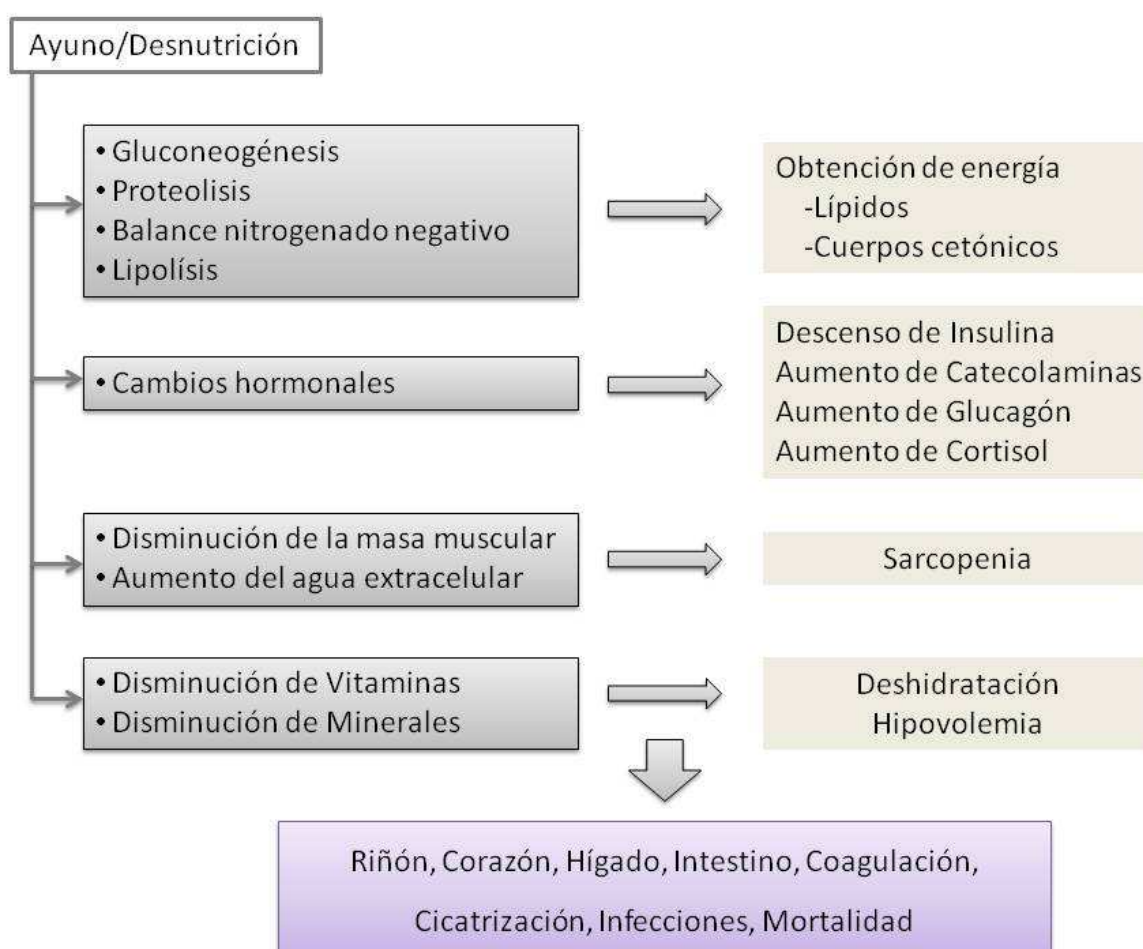 Ayuno/Desnutrición
• Gluconeogénesis
• Proteolisis
• Balance nitrogenado negativo
• Lipolísis
Obtención de energía
-Lípidos
-Cuerpos cetónicos
• Cambios hormonales
Descenso de Insulina
Aumento de Catecolaminas
Aumento de Glucagón
Aumento de Cortisol
• Disminución de la masa muscular
• Aumento del agua extracelular
Sarcopenia
• Disminución de Vitaminas
• Disminución de Minerales
Deshidratación
Hipovolemia
Riñón, Corazón, Hígado, Intestino, Coagulación,
Cicatrización, Infecciones, Mortalidad